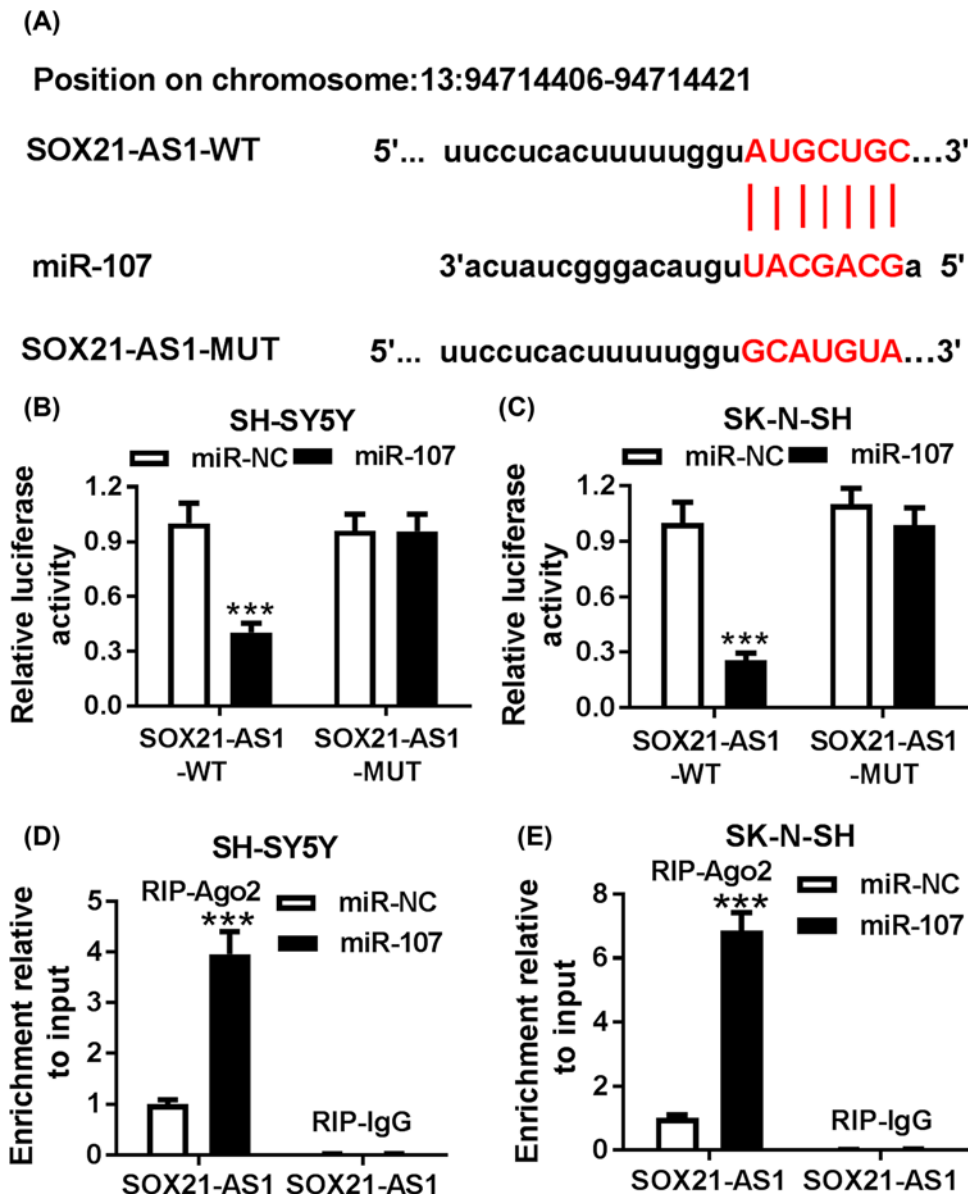 (A)
Position on chromosome:13:94714406-94714421
SOX21-AS1-WT 5'... uuccucacuuuuugguAUGCUGC...3'
miR-107 3'acuaucgggacauguUACGACGa 5'
SOX21-AS1-MUT 5'... uuccucacuuuuugguGCAUGUA...3'
(B)
SH-SY5Y
miR-NC miR-107
Relative luciferase
activity
1.2
0.9
0.6
0.3
0.0
***
SOX21-AS1
-WT
SOX21-AS1
-MUT
(C)
SK-N-SH
miR-NC miR-107
Relative luciferase
activity
1.2
0.9
0.6
0.3
0.0
***
SOX21-AS1
-WT
SOX21-AS1
-MUT
(D)
SH-SY5Y
RIP-Ago2
miR-NC
miR-107
Enrichment relative
to input
5
4
3
2
1
0
***
RIP-IgG
SOX21-AS1 SOX21-AS1
(E)
SK-N-SH
RIP-Ago2
miR-NC
miR-107
Enrichment relative
to input
8
6
4
2
0
***
RIP-IgG
SOX21-AS1 SOX21-AS1